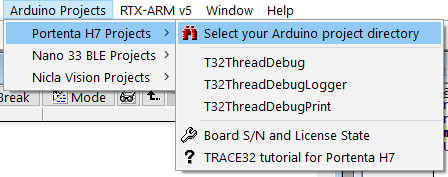 Arduino Projects RTX-ARM v5 Window Help
Portenta H7 Projects
Nano 33 BLE Projects
Nicla Vision Projects
Select your Arduino project directory
T32ThreadDebug
T32ThreadDebugLogger
T32ThreadDebugPrint
Board S/N and License State
TRACE32 tutorial for Portenta H7
Break Mode